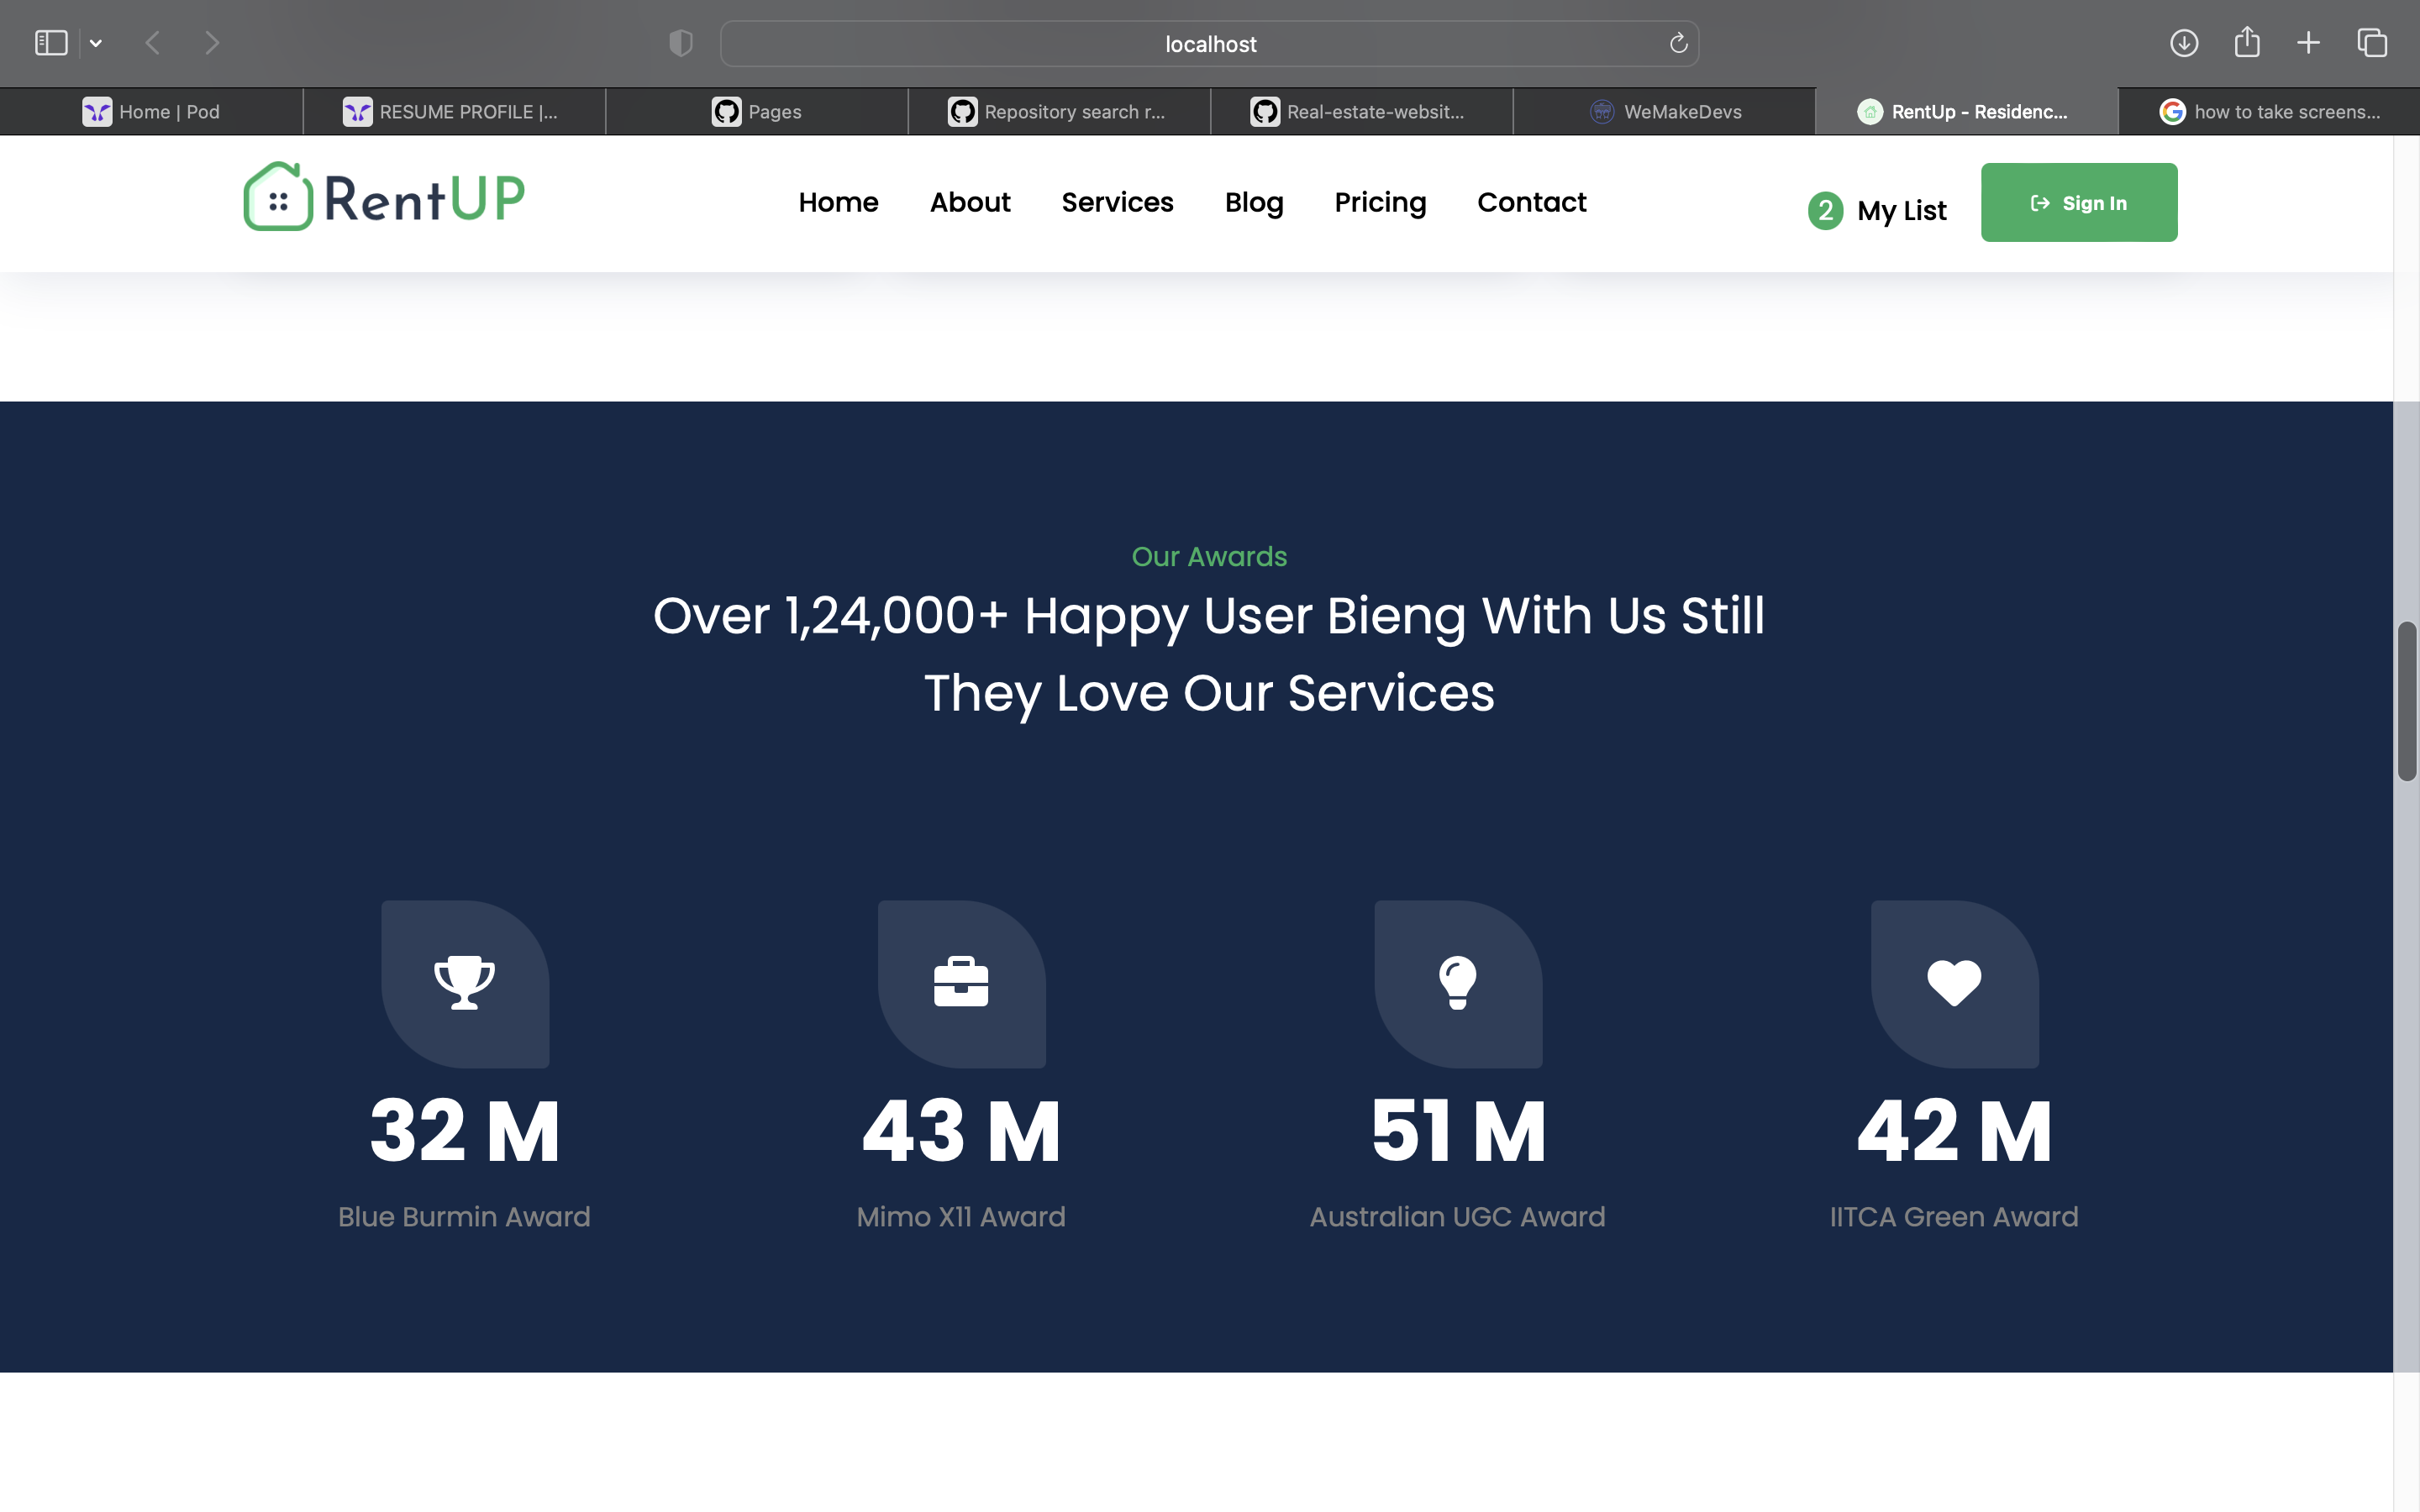 localhost
Home | Pod
RESUME PROFILE |...
Pages
Repository search r...
Real-estate-websit...
WeMakeDevs
RentUp - Residenc...
how to take screens...
RentUP
Home About Services Blog Pricing Contact
2 My List
Sign In
Our Awards
Over 1,24,000+ Happy User Bieng With Us Still
They Love Our Services
32 M
Blue Burmin Award
43 M
Mimo X11 Award
51 M
Australian UGC Award
42 M
IITCA Green Award